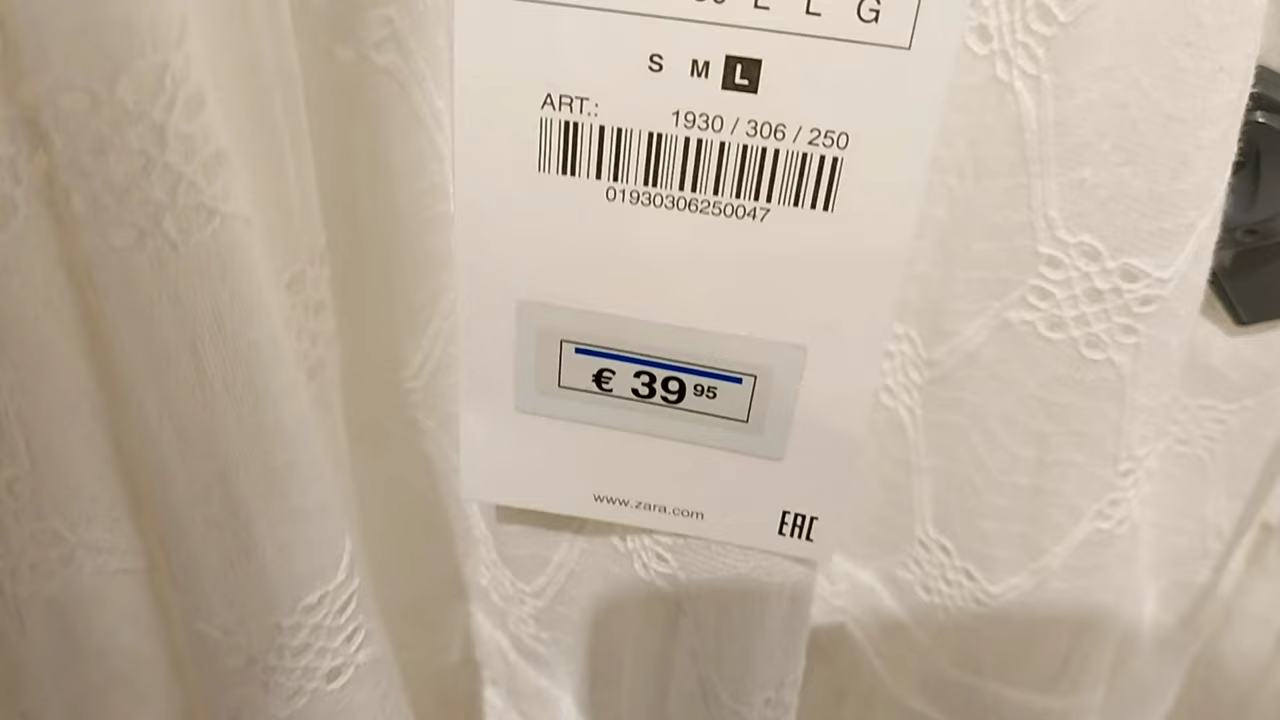 L L G
S M L
ART.: 1930 / 306 / 250
01930306250047
€ 39 95
www.zara.com
EAC